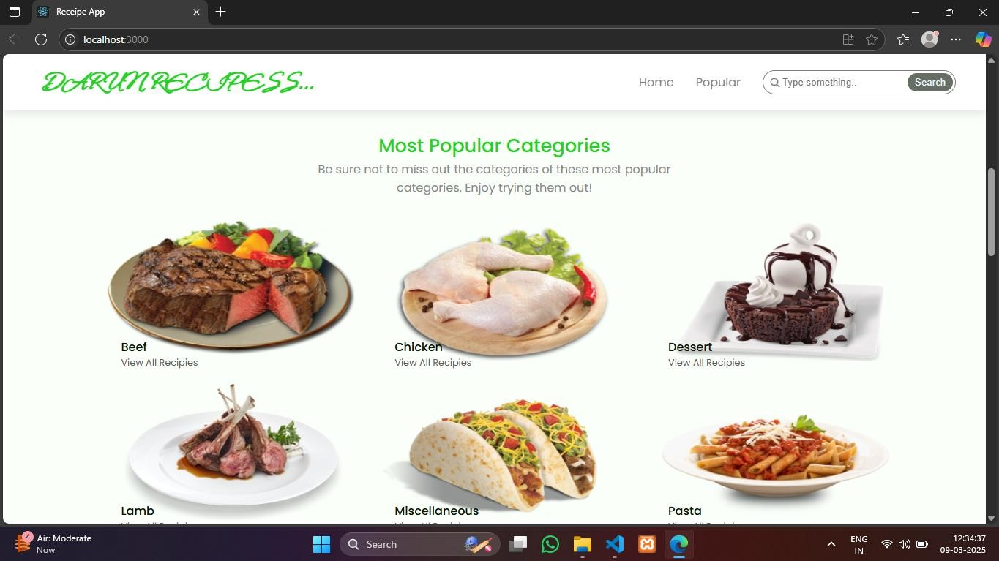 Receipe App
localhost:3000
DARUN RECIPESS...
Home
Popular
Type something..
Search
Most Popular Categories
Be sure not to miss out the categories of these most popular
categories. Enjoy trying them out!
Beef
View All Recipies
Chicken
View All Recipies
Dessert
View All Recipies
Lamb
Miscellaneous
Pasta
4
Air: Moderate
Now
Search
ENG
IN
12:34:37
09-03-2025